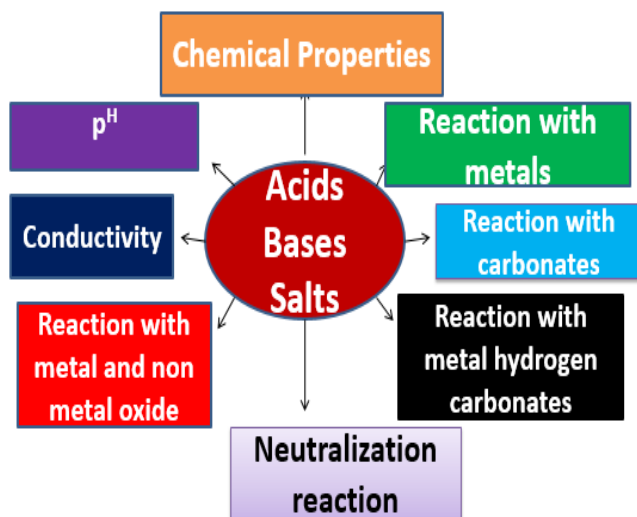 Chemical Properties
pᴴ
Reaction with
metals
Acids
Bases
Salts
Conductivity
Reaction with
carbonates
Reaction with
metal and non
metal oxide
Reaction with
metal hydrogen
carbonates
Neutralization
reaction